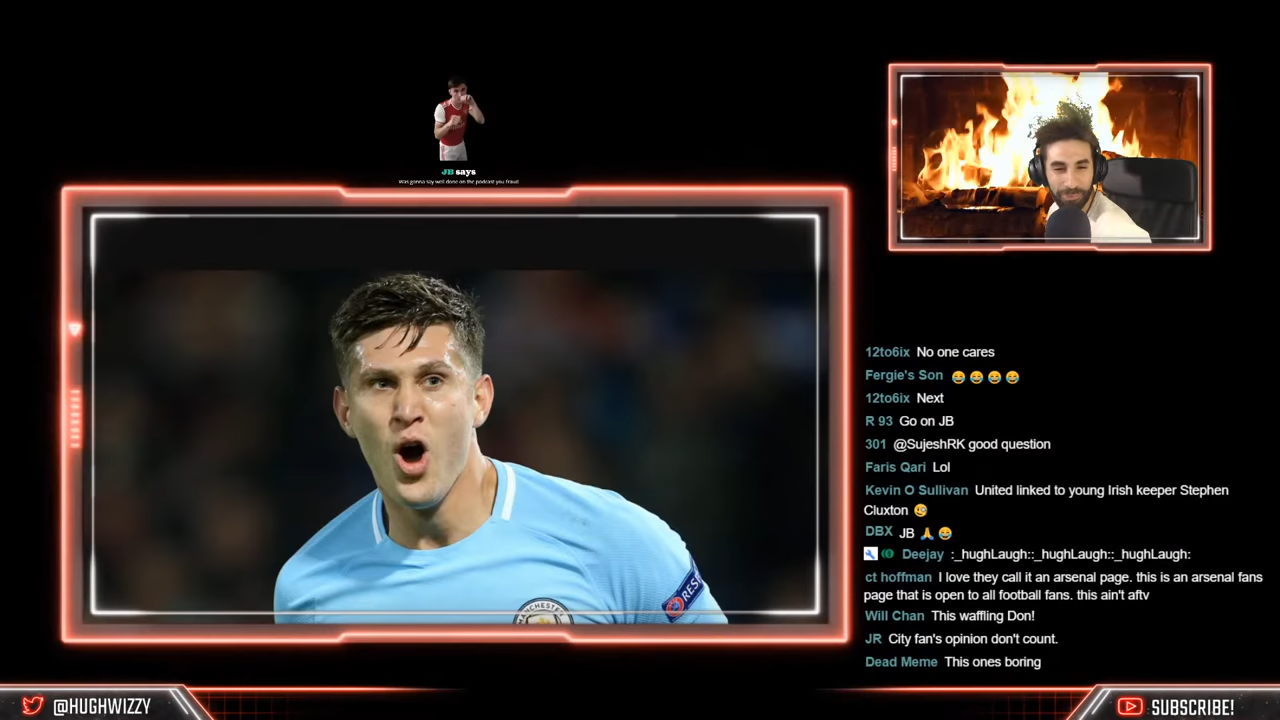 JB says
Was gonna say well done on the podcast you fraud
MANCHESTER
RESPE
12to6ix No one cares
Fergie's Son 😂 😂 😂 😂
12to6ix Next
R 93 Go on JB
301 @SujeshRK good question
Faris Qari Lol
Kevin O Sullivan United linked to young Irish keeper Stephen
Cluxton 🧐
DBX JB 🙏 😂
Deejay :_hughLaugh::_hughLaugh::_hughLaugh:
ct hoffman I love they call it an arsenal page. this is an arsenal fans
page that is open to all football fans. this ain't aftv
Will Chan This waffling Don!
JR City fan's opinion don't count.
Dead Meme This ones boring
@HUGHWIZZY
SUBSCRIBE!